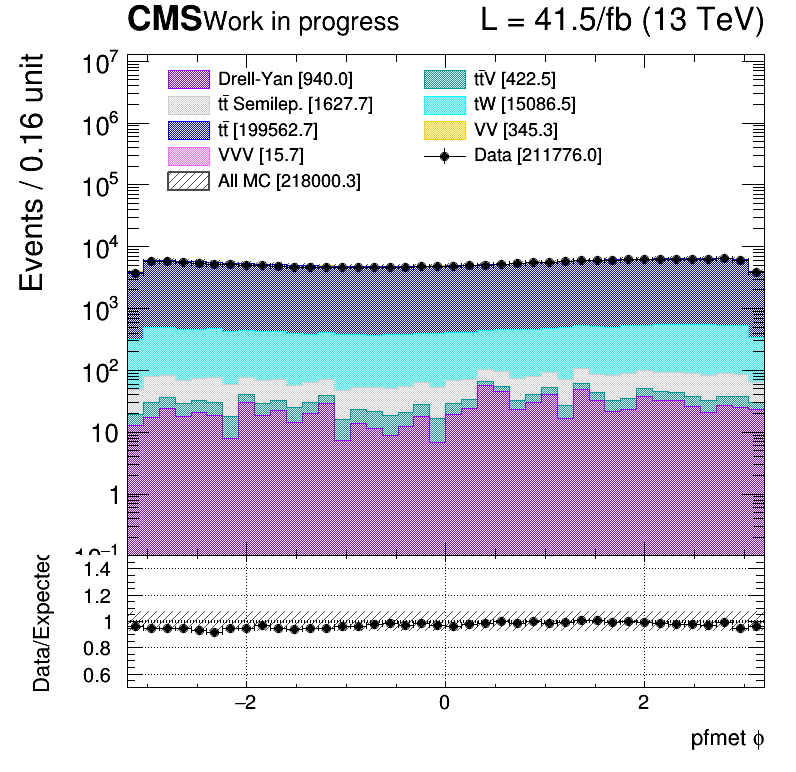 CMS Work in progress L = 41.5/fb (13 TeV)
Events / 0.16 unit
10⁷
10⁶
10⁵
10⁴
10³
10²
10
1
10⁻¹
Drell-Yan [940.0]
tt̄ Semilep. [1627.7]
tt̄ [199562.7]
VVV [15.7]
All MC [218000.3]
tt̄V [422.5]
tW [15086.5]
VV [345.3]
Data [211776.0]
Data/Expected
1.4
1.2
1
0.8
0.6
−2 0 2
pfmet ϕ